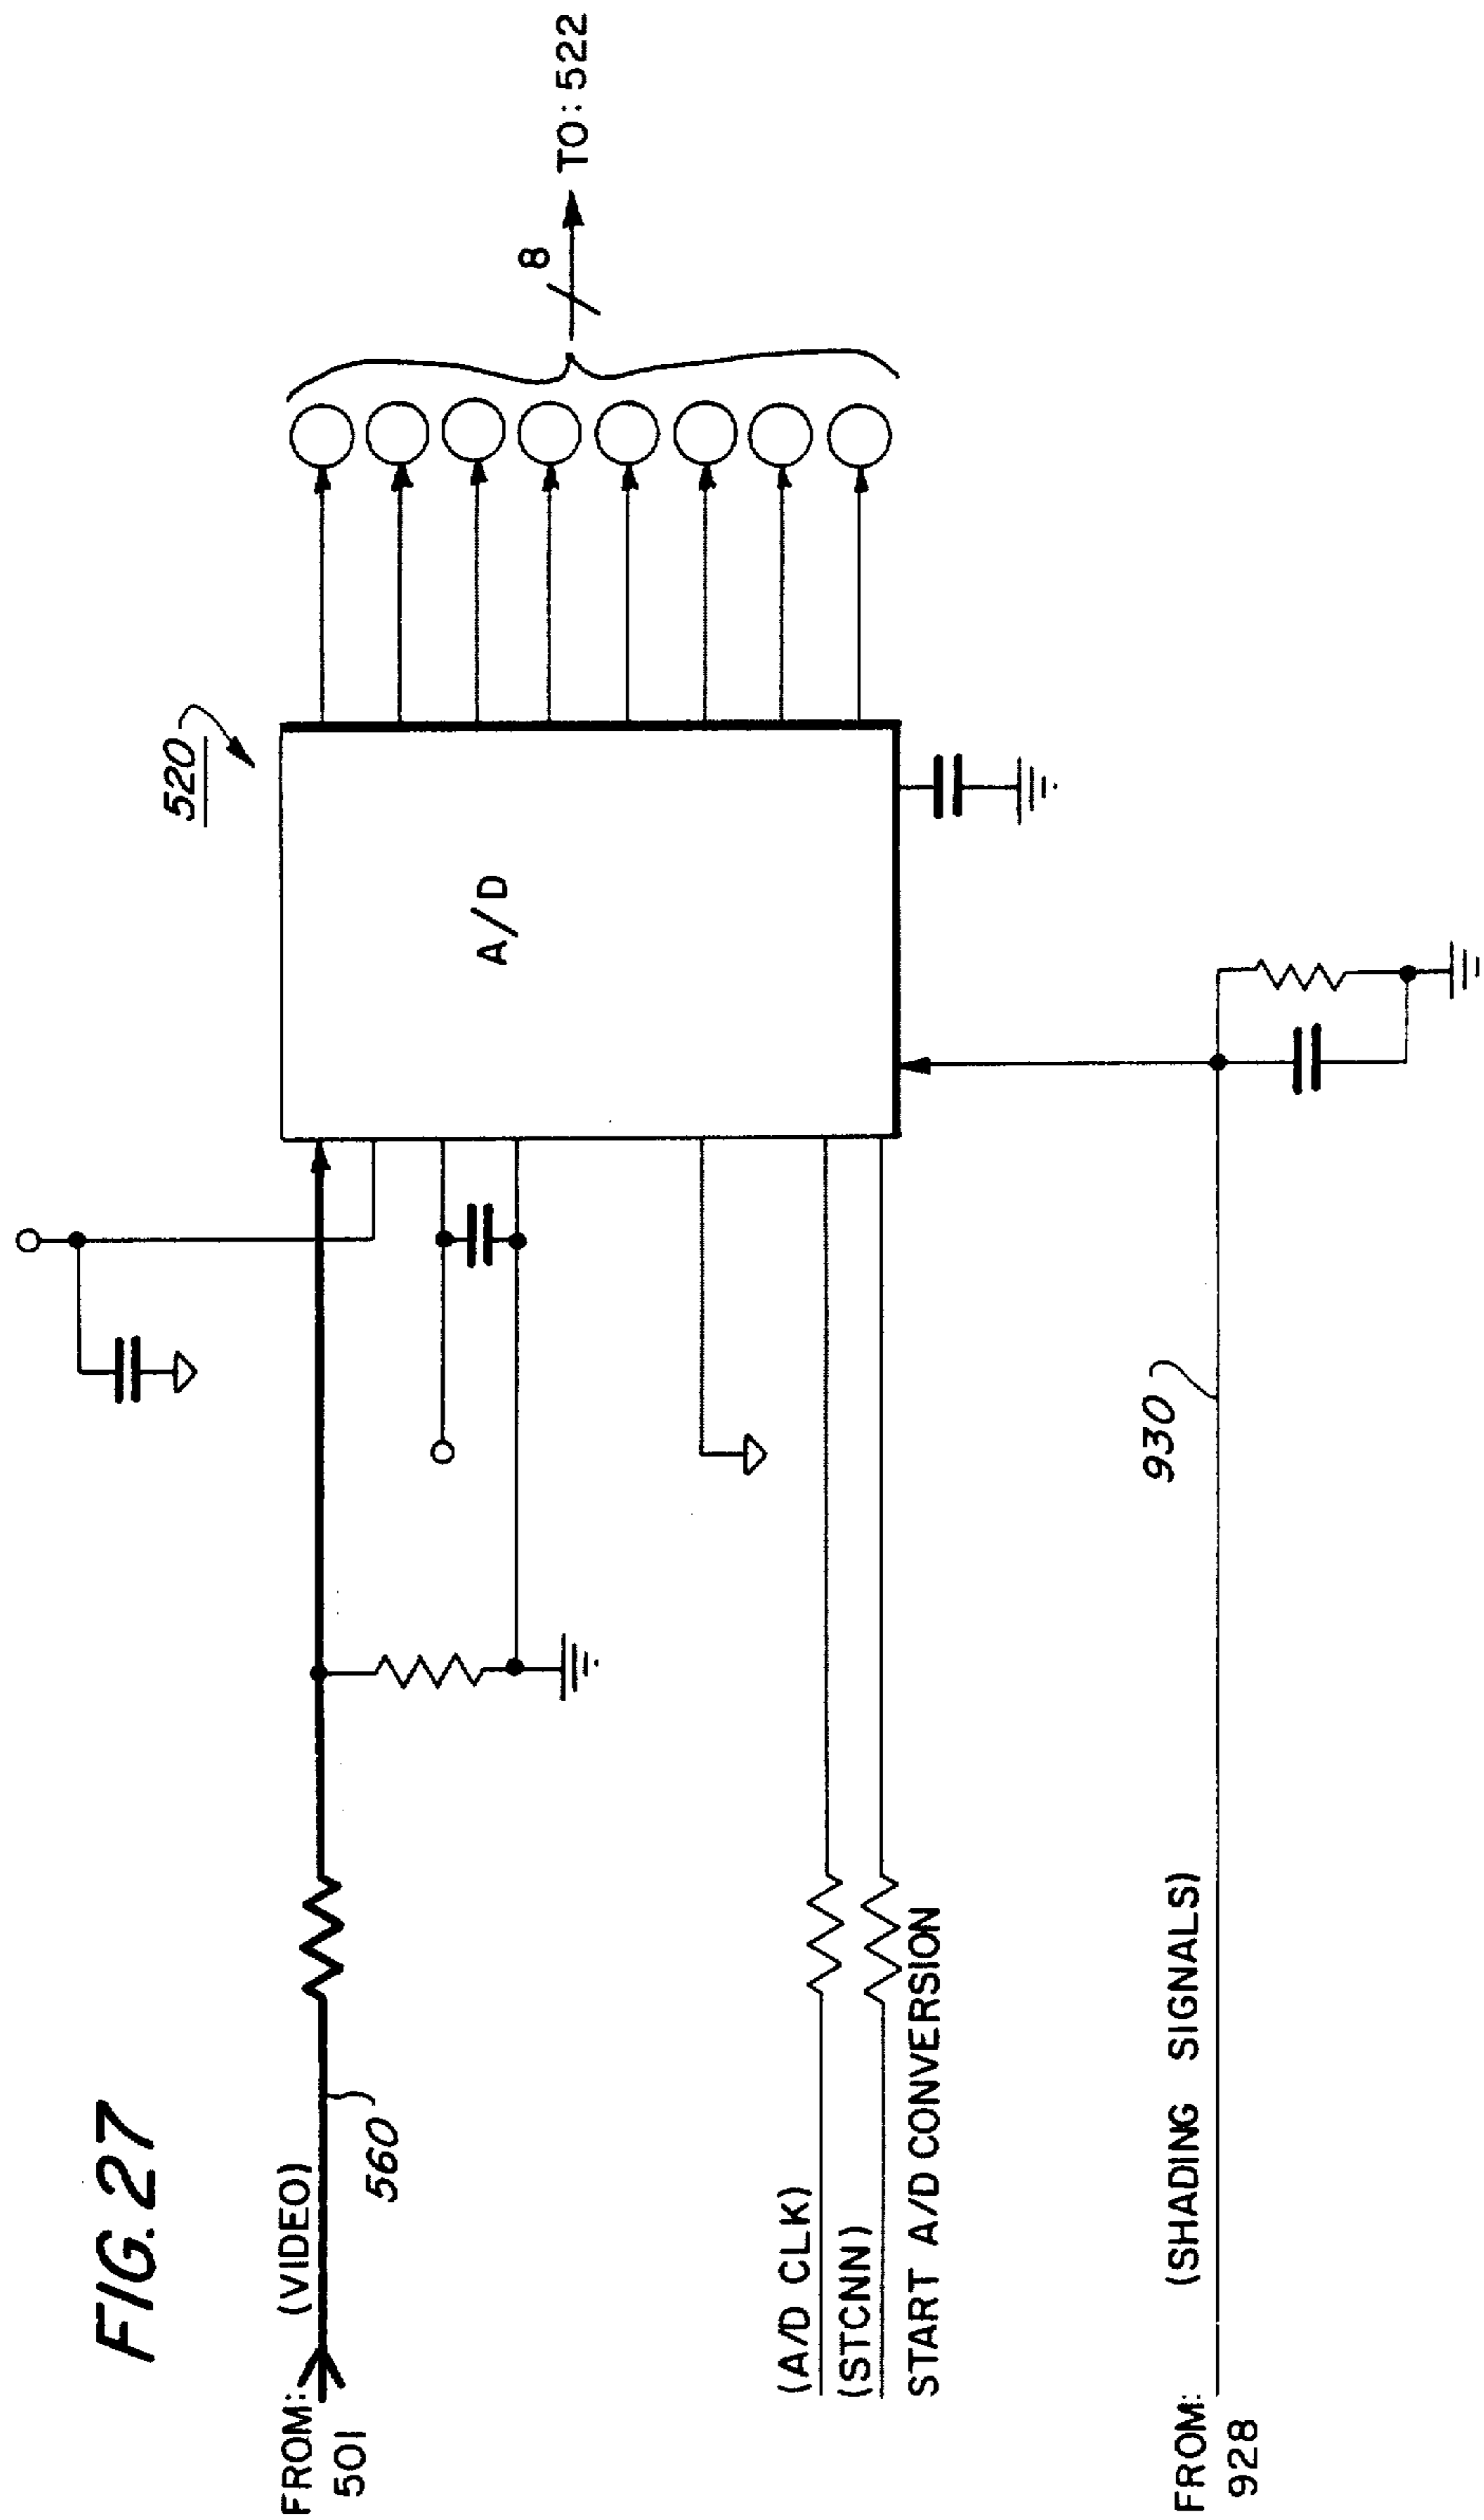 FIG. 27
FROM:
501
(VIDEO)
560
520
A/D
8
TO: 522
(A/D CLK)
(STCNN)
START A/D CONVERSION
FROM:
928
(SHADING SIGNALS)
930